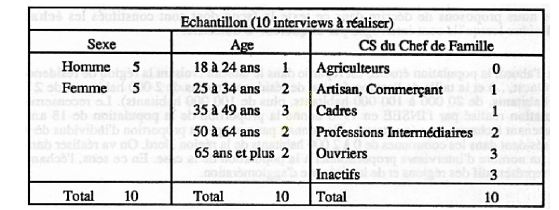 Echantillon (10 interviews à réaliser)
Sexe Age CS du Chef de Famille
Homme 5 18 à 24 ans 1 Agriculteurs 0
Femme 5 25 à 34 ans 2 Artisan, Commerçant 1
35 à 49 ans 3 Cadres 1
50 à 64 ans 2 Professions Intermédiaires 2
65 ans et plus 2 Ouvriers 3
Inactifs 3
Total 10 Total 10 Total 10